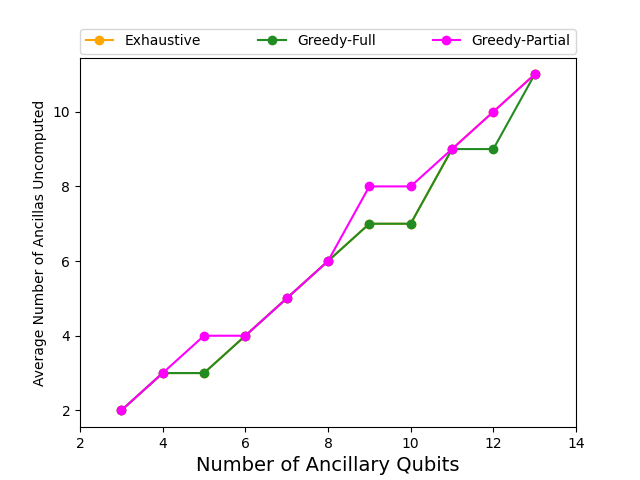 Exhaustive Greedy-Full Greedy-Partial
Average Number of Ancillas Uncomputed
10
8
6
4
2
2 4 6 8 10 12 14
Number of Ancillary Qubits